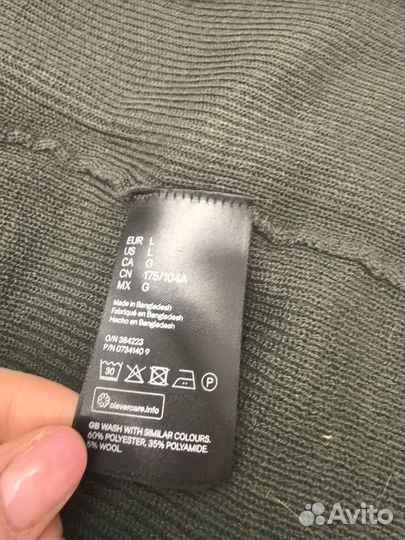 EUR L
US L
CA G
CN 175/104A
MX G
Made in Bangladesh
Fabriqué en Bangladesh
Hecho en Bangladesh
O/N 384223
P/N 0734140 9
30 P
clevercare.info
GB WASH WITH SIMILAR COLOURS.
60% POLYESTER, 35% POLYAMIDE,
5% WOOL.
Avito